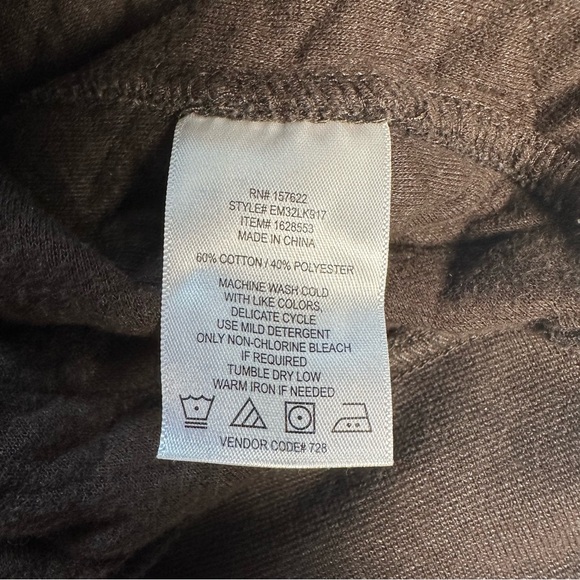 RN# 157622
STYLE# EM32LK917
ITEM# 1628553
MADE IN CHINA
60% COTTON / 40% POLYESTER
MACHINE WASH COLD
WITH LIKE COLORS,
DELICATE CYCLE
USE MILD DETERGENT
ONLY NON-CHLORINE BLEACH
IF REQUIRED
TUMBLE DRY LOW
WARM IRON IF NEEDED
VENDOR CODE# 728